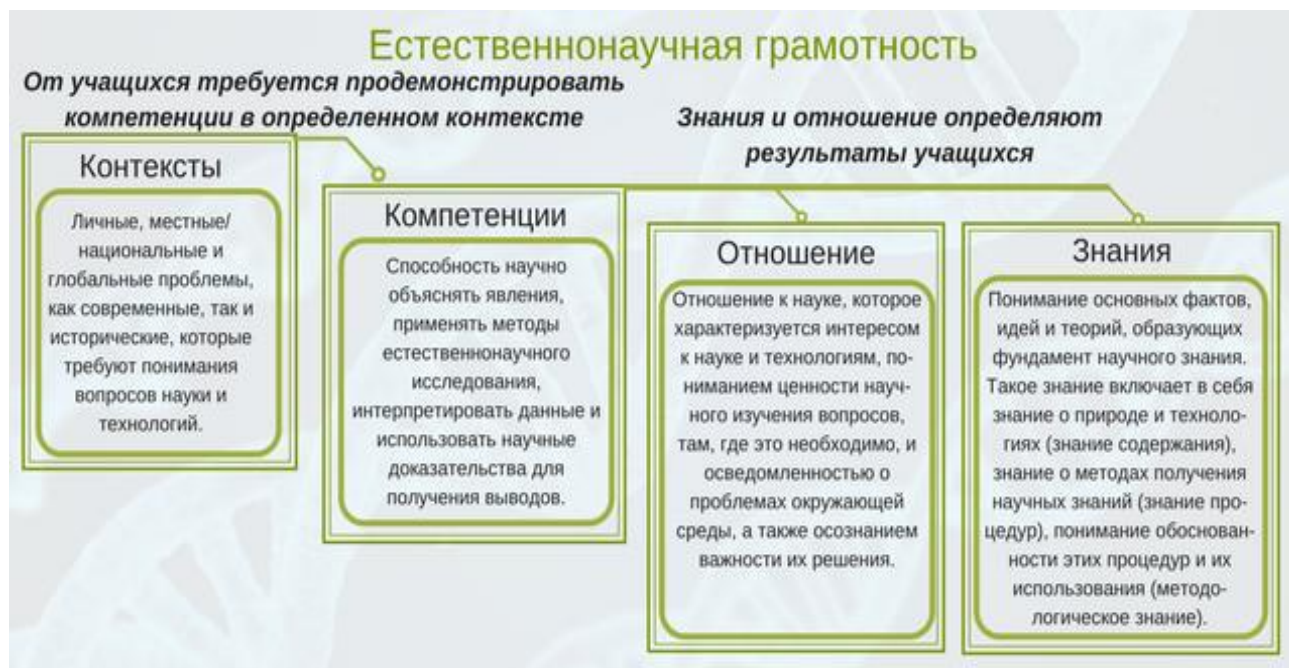 Естественнонаучная грамотность
От учащихся требуется продемонстрировать
компетенции в определенном контексте
Знания и отношение определяют
результаты учащихся
Контексты
Личные, местные/
национальные и
глобальные проблемы,
как современные, так и
исторические, которые
требуют понимания
вопросов науки и
технологий.
Компетенции
Способность научно
объяснять явления,
применять методы
естественнонаучного
исследования,
интерпретировать данные и
использовать научные
доказательства для
получения выводов.
Отношение
Отношение к науке, которое
характеризуется интересом
к науке и технологиям, по-
ниманием ценности науч-
ного изучения вопросов,
там, где это необходимо, и
осведомленностью о
проблемах окружающей
среды, а также осознанием
важности их решения.
Знания
Понимание основных фактов,
идей и теорий, образующих
фундамент научного знания.
Такое знание включает в себя
знание о природе и техноло-
гиях (знание содержания),
знание о методах получения
научных знаний (знание про-
цедур), понимание обоснован-
ности этих процедур и их
использования (методо-
логическое знание).